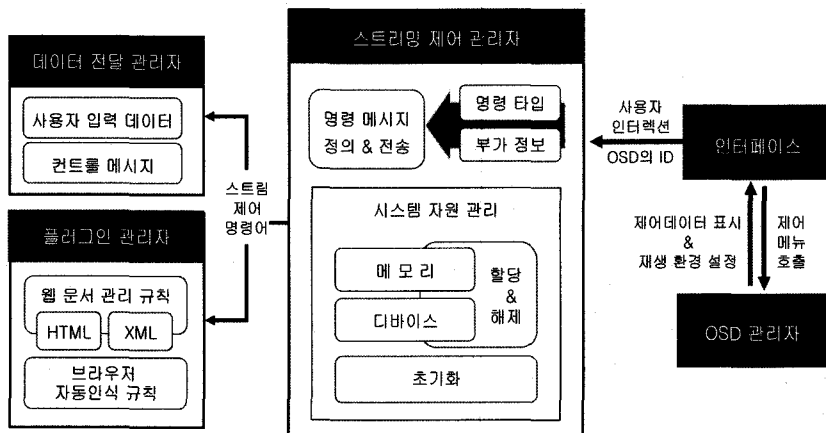 데이터 전달 관리자
사용자 입력 데이터
컨트롤 메시지
플러그인 관리자
웹 문서 관리 규칙
HTML
XML
브라우저
자동인식 규칙
스트림
제어
명령어
스트리밍 제어 관리자
명령 메시지
정의 & 전송
명령 타입
부가 정보
시스템 자원 관리
메 모 리
디바이스
할당
&
해제
초기화
사용자
인터렉션
OSD의 ID
인터페이스
제어데이터 표시
&
재생 환경 설정
제어
메뉴
호출
OSD 관리자